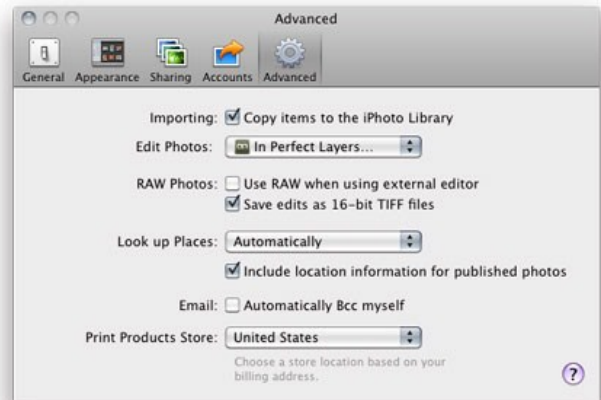 Advanced
General Appearance Sharing Accounts Advanced
Importing: Copy items to the iPhoto Library
Edit Photos: In Perfect Layers...
RAW Photos: Use RAW when using external editor
Save edits as 16-bit TIFF files
Look up Places: Automatically
Include location information for published photos
Email: Automatically Bcc myself
Print Products Store: United States
Choose a store location based on your
billing address.
?